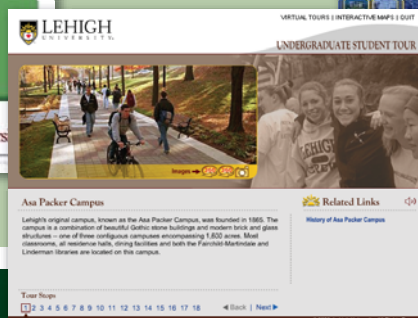 LEHIGH
UNIVERSITY
VIRTUAL TOURS | INTERACTIVE MAPS | QUIT
UNDERGRADUATE STUDENT TOUR
LEHIGH
Images
Asa Packer Campus
Lehigh's original campus, known as the Asa Packer Campus, was founded in 1865. The
campus is a combination of beautiful Gothic stone buildings and modern brick and glass
structures – one of three contiguous campuses encompassing 1,600 acres. Most
classrooms, all residence halls, dining facilities and both the Fairchild-Martindale and
Linderman libraries are located on this campus.
Related Links
History of Asa Packer Campus
Tour Stops
1 2 3 4 5 6 7 8 9 10 11 12 13 14 15 16 17 18 ◀ Back | Next ▶